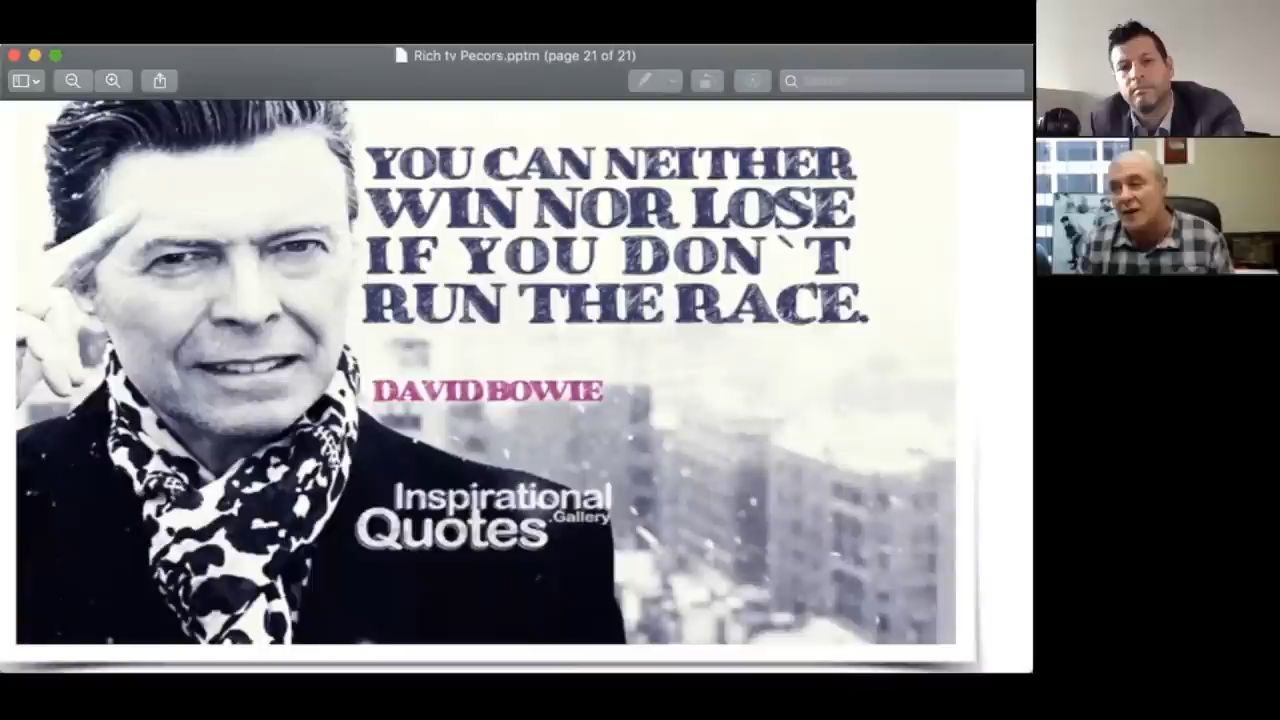 Rich tv Pecors.pptm (page 21 of 21)
YOU CAN NEITHER
WIN NOR LOSE
IF YOU DON`T
RUN THE RACE.
DAVID BOWIE
Inspirational
.Gallery
Quotes